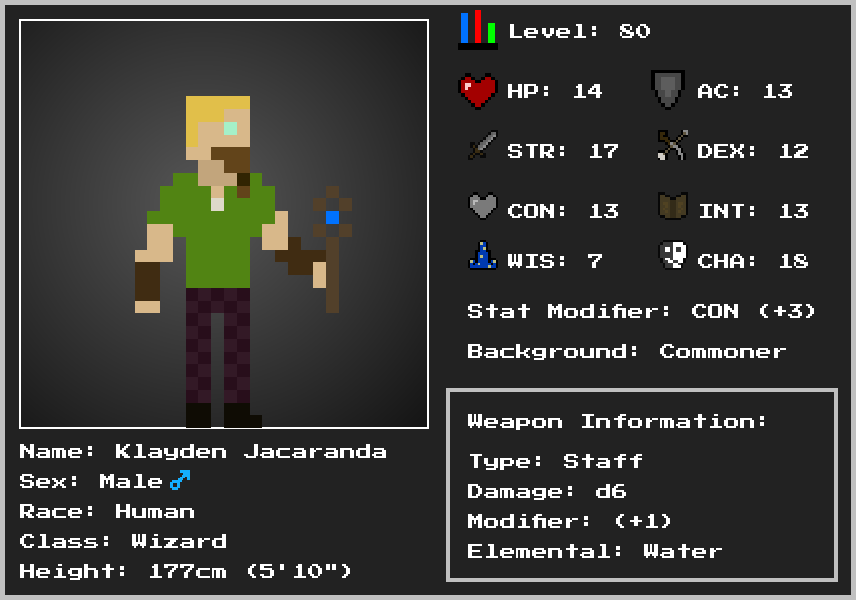 Level: 80
HP: 14
AC: 13
STR: 17
DEX: 12
CON: 13
INT: 13
WIS: 7
CHA: 18
Stat Modifier: CON (+3)
Background: Commoner
Weapon Information:
Type: Staff
Damage: d6
Modifier: (+1)
Elemental: Water
Name: Klayden Jacaranda
Sex: Male ♂
Race: Human
Class: Wizard
Height: 177cm (5'10")